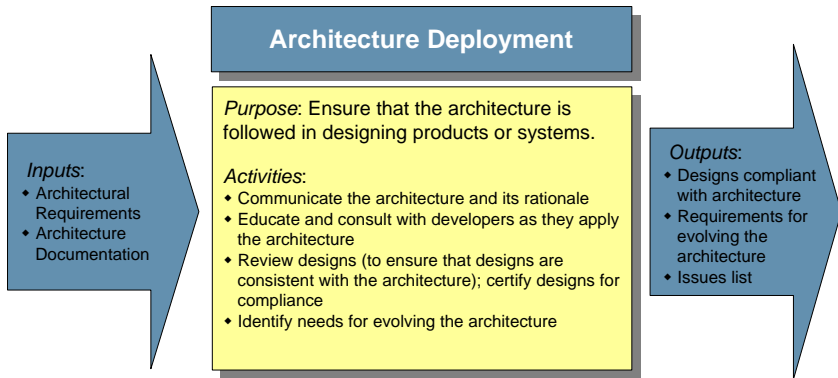 Architecture Deployment
Inputs:
◆ Architectural
Requirements
◆ Architecture
Documentation
Purpose: Ensure that the architecture is
followed in designing products or systems.
Activities:
◆ Communicate the architecture and its rationale
◆ Educate and consult with developers as they apply
the architecture
◆ Review designs (to ensure that designs are
consistent with the architecture); certify designs for
compliance
◆ Identify needs for evolving the architecture
Outputs:
◆ Designs compliant
with architecture
◆ Requirements for
evolving the
architecture
◆ Issues list